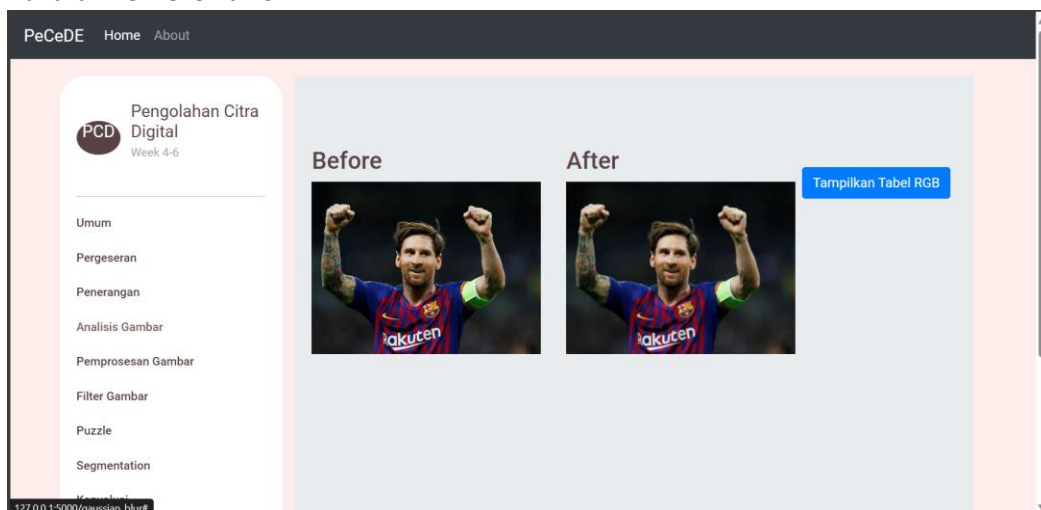 PeCeDE Home About
PCD
Pengolahan Citra
Digital
Week 4-6
Umum
Pergeseran
Penerangan
Analisis Gambar
Pemprosesan Gambar
Filter Gambar
Puzzle
Segmentation
Before
Rakuten
After
Rakuten
Tampilkan Tabel RGB
127.0.0.1:5000/gaussian_blur#